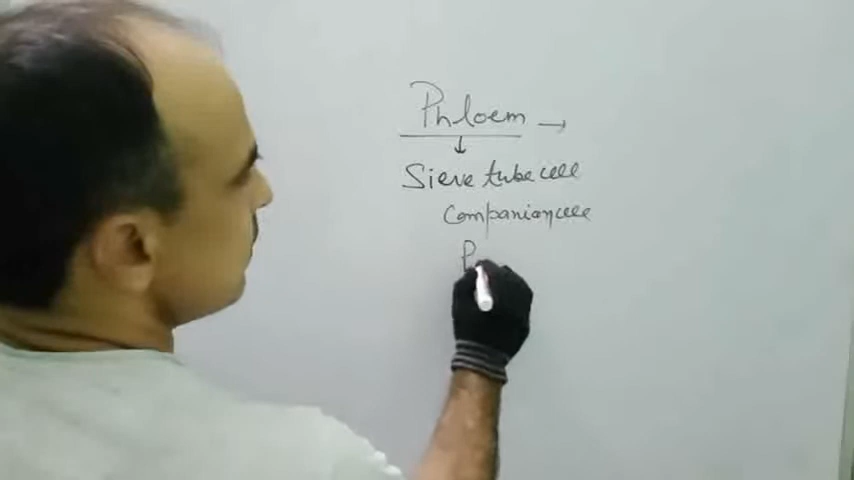 Phloem →
↓
Sieve tube cell
Companion cell
P